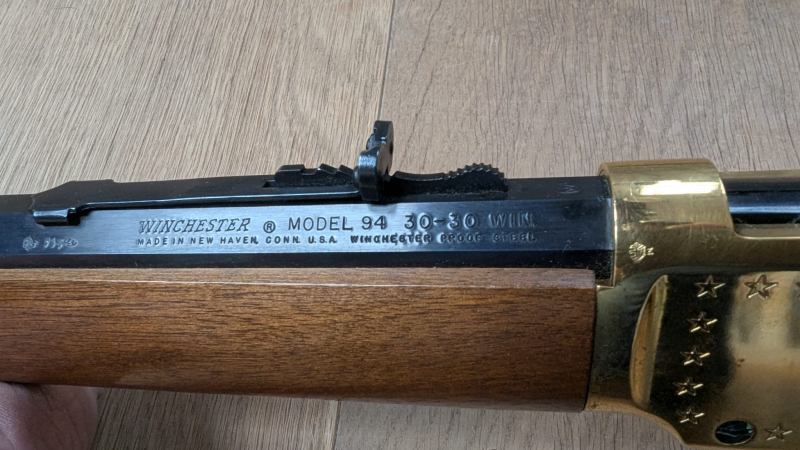 WINCHESTER ® MODEL 94 30-30 WIN.
MADE IN NEW HAVEN, CONN. U.S.A. WINCHESTER PROOF STEEL